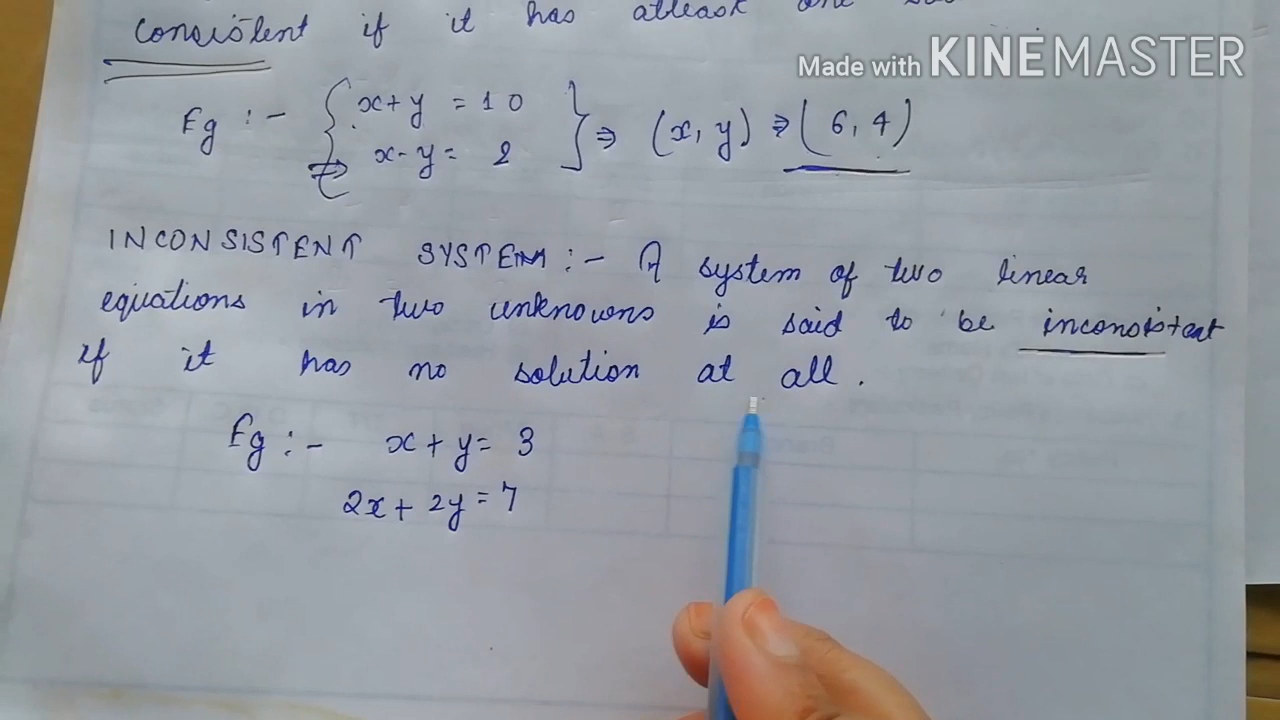 consistent if it has atleast one
Made with KINEMASTER
Eg :- { x+y = 10
x-y = 2 } ⇒ (x, y) ⇒ (6, 4)
INCONSISTENT SYSTEM :- A system of two linear
equations in two unknowns is said to be inconsistent
if it has no solution at all.
Eg :- x + y = 3
2x + 2y = 7